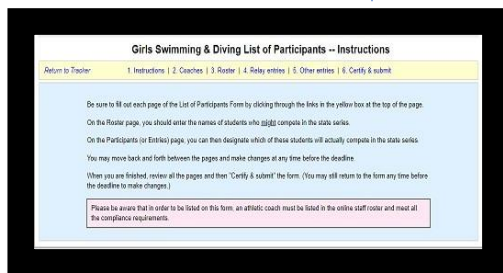 Girls Swimming & Diving List of Participants -- Instructions
Return to Tracker 1. Instructions | 2. Coaches | 3. Roster | 4. Relay entries | 5. Other entries | 6. Certify & submit
Be sure to fill out each page of the List of Participants Form by clicking through the links in the yellow box at the top of the page.
On the Roster page, you should enter the names of students who might compete in the state series.
On the Participants (or Entries) page, you can then designate which of these students will actually compete in the state series.
You may move back and forth between the pages and make changes at any time before the deadline.
When you are finished, review all the pages and then "Certify & submit" the form. (You may still return to the form any time before
the deadline to make changes.)
Please be aware that in order to be listed on this form, an athletic coach must be listed in the online staff roster and meet all
the compliance requirements.